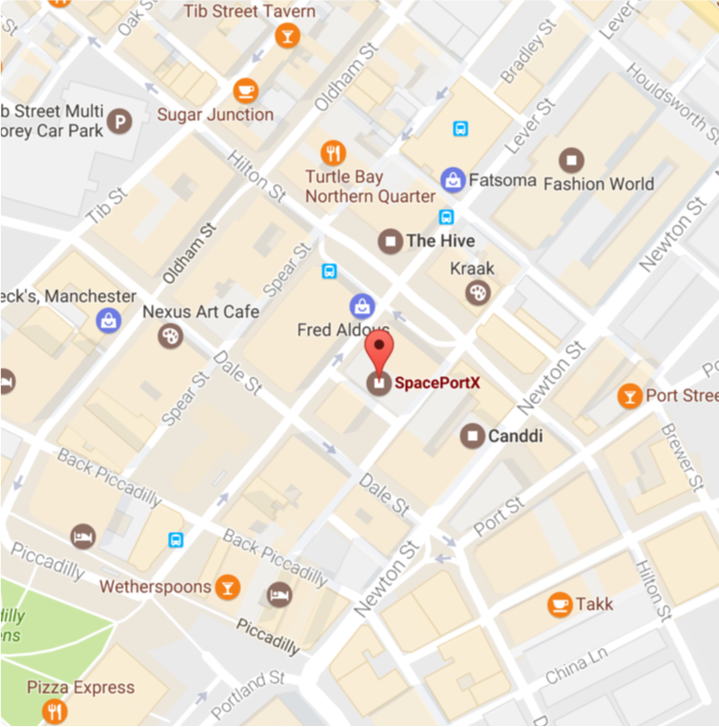 Tib Street Tavern
Oak S
Oldham St
Bradley St
Lever
Houldsworth St
b Street Multi
orey Car Park
P
Sugar Junction
Lever St
Turtle Bay
Northern Quarter
Hilton St
Fatsoma
Fashion World
Tib St
Oldham St
Spear St
The Hive
Newton St
Kraak
eck's, Manchester
Nexus Art Cafe
Fred Aldous
Dale St
SpacePortX
Newton St
Port Stree
Spear St
Canddi
Brewer St
Back Piccadilly
Dale St
Port St
Piccadilly
Back Piccadilly
Newton St
Hilton St
Wetherspoons
Takk
dilly
ens
Piccadilly
China Ln
Pizza Express
Portland St